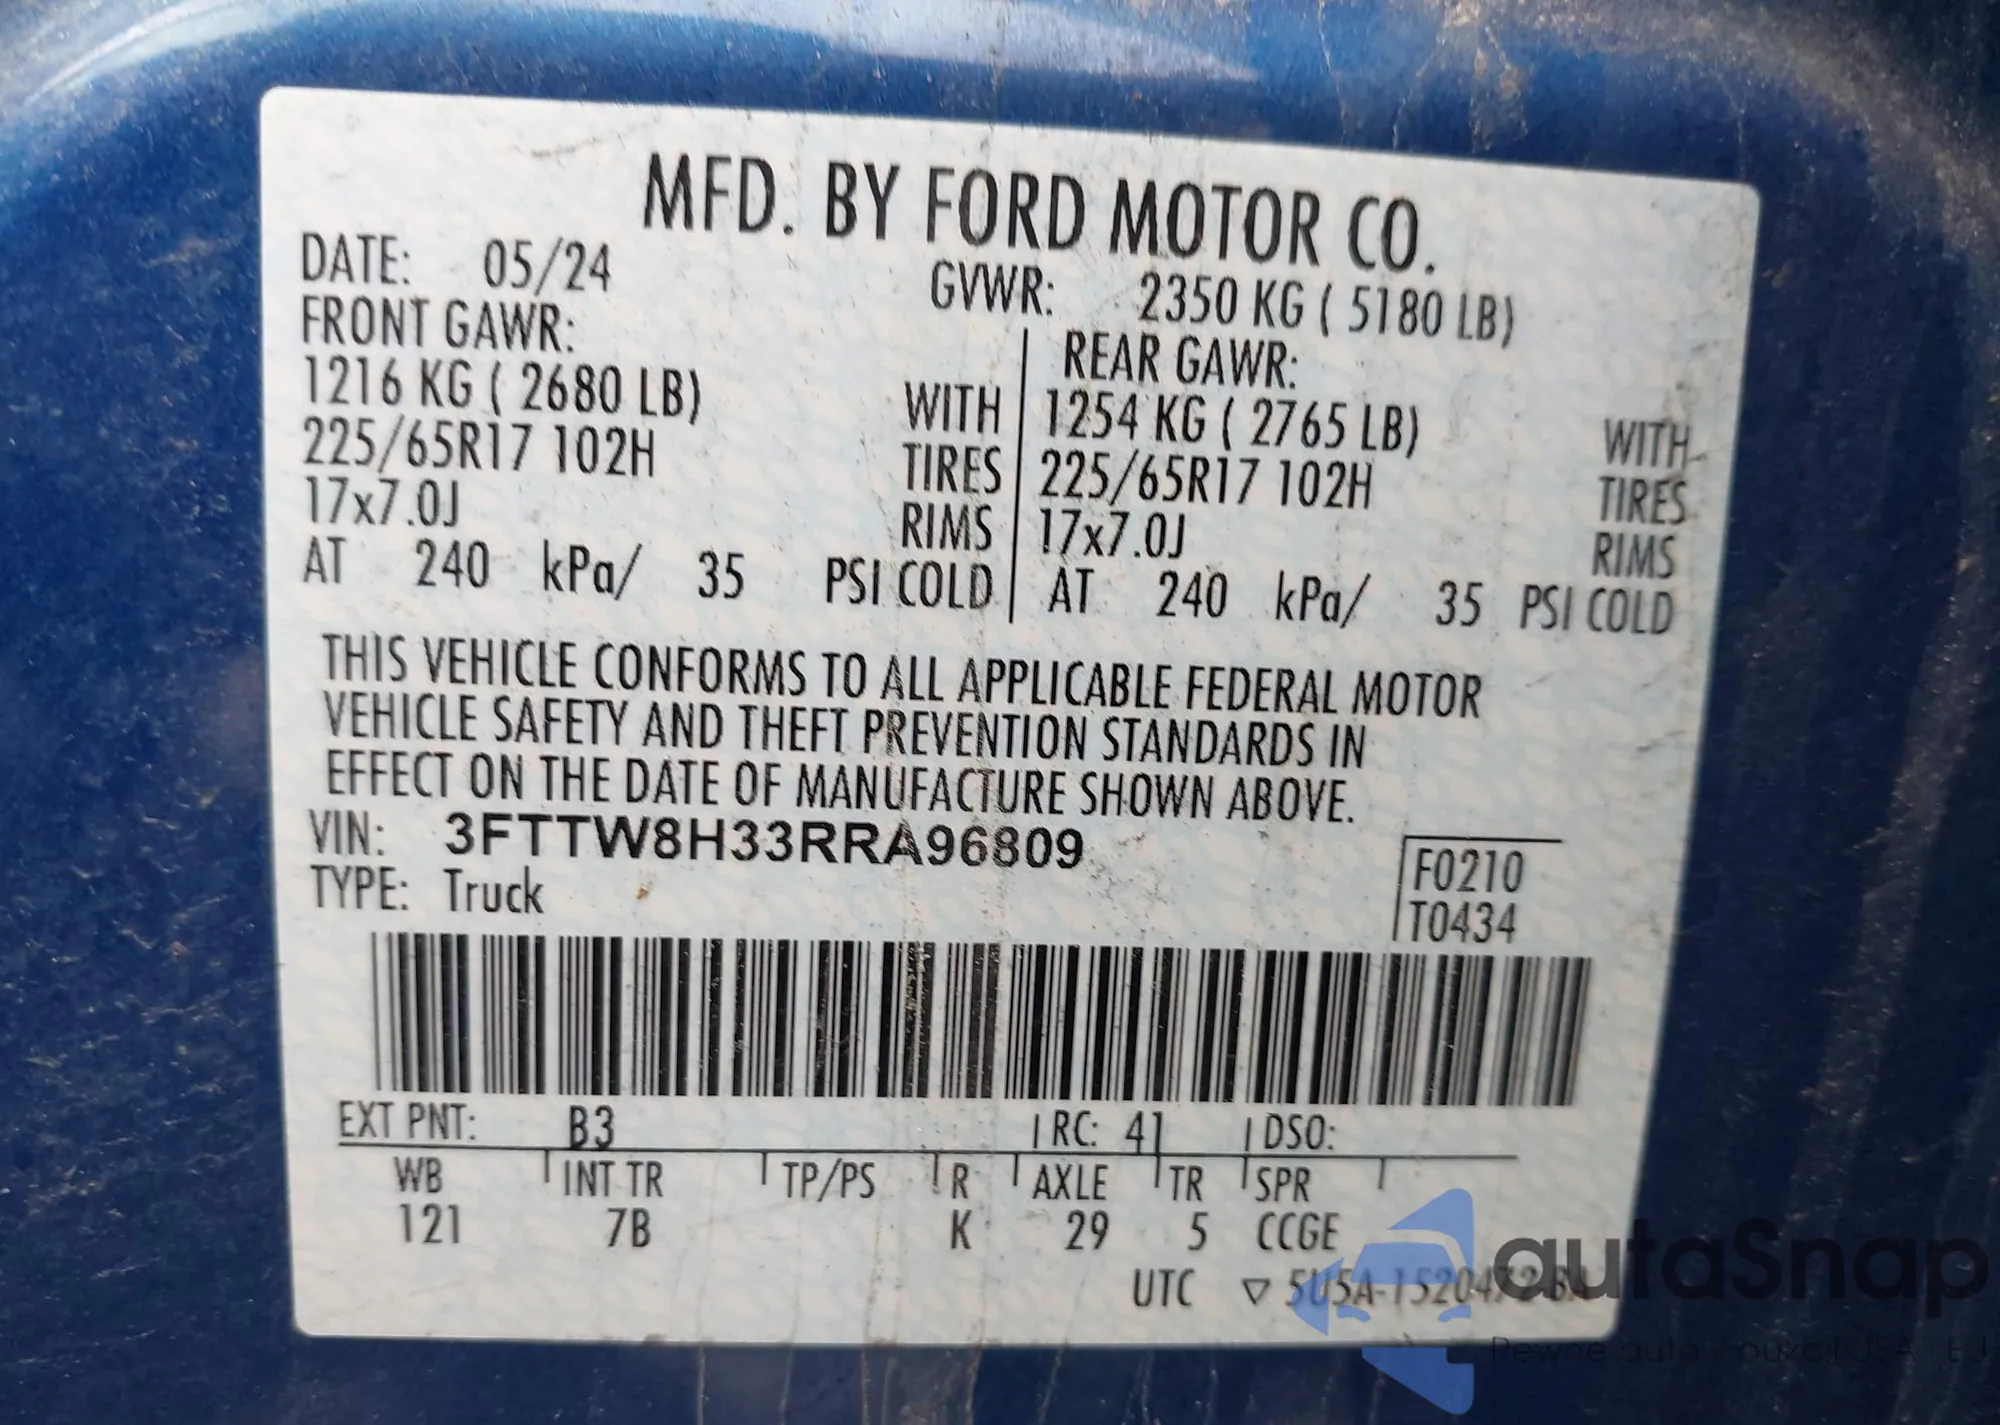 MFD. BY FORD MOTOR CO.
DATE: 05/24
GVWR: 2350 KG ( 5180 LB)
FRONT GAWR:
1216 KG ( 2680 LB) WITH
225/65R17 102H TIRES
17x7.0J RIMS
AT 240 kPa/ 35 PSI COLD
REAR GAWR:
1254 KG ( 2765 LB) WITH
225/65R17 102H TIRES
17x7.0J RIMS
AT 240 kPa/ 35 PSI COLD
THIS VEHICLE CONFORMS TO ALL APPLICABLE FEDERAL MOTOR
VEHICLE SAFETY AND THEFT PREVENTION STANDARDS IN
EFFECT ON THE DATE OF MANUFACTURE SHOWN ABOVE.
VIN: 3FTTW8H33RRA96809
TYPE: Truck
F0210
T0434
EXT PNT: B3 RC: 41 DSO:
WB INT TR TP/PS R AXLE TR SPR
121 7B K 29 5 CCGE
UTC ▽ 5U5A-1520472-BA
autaSnap